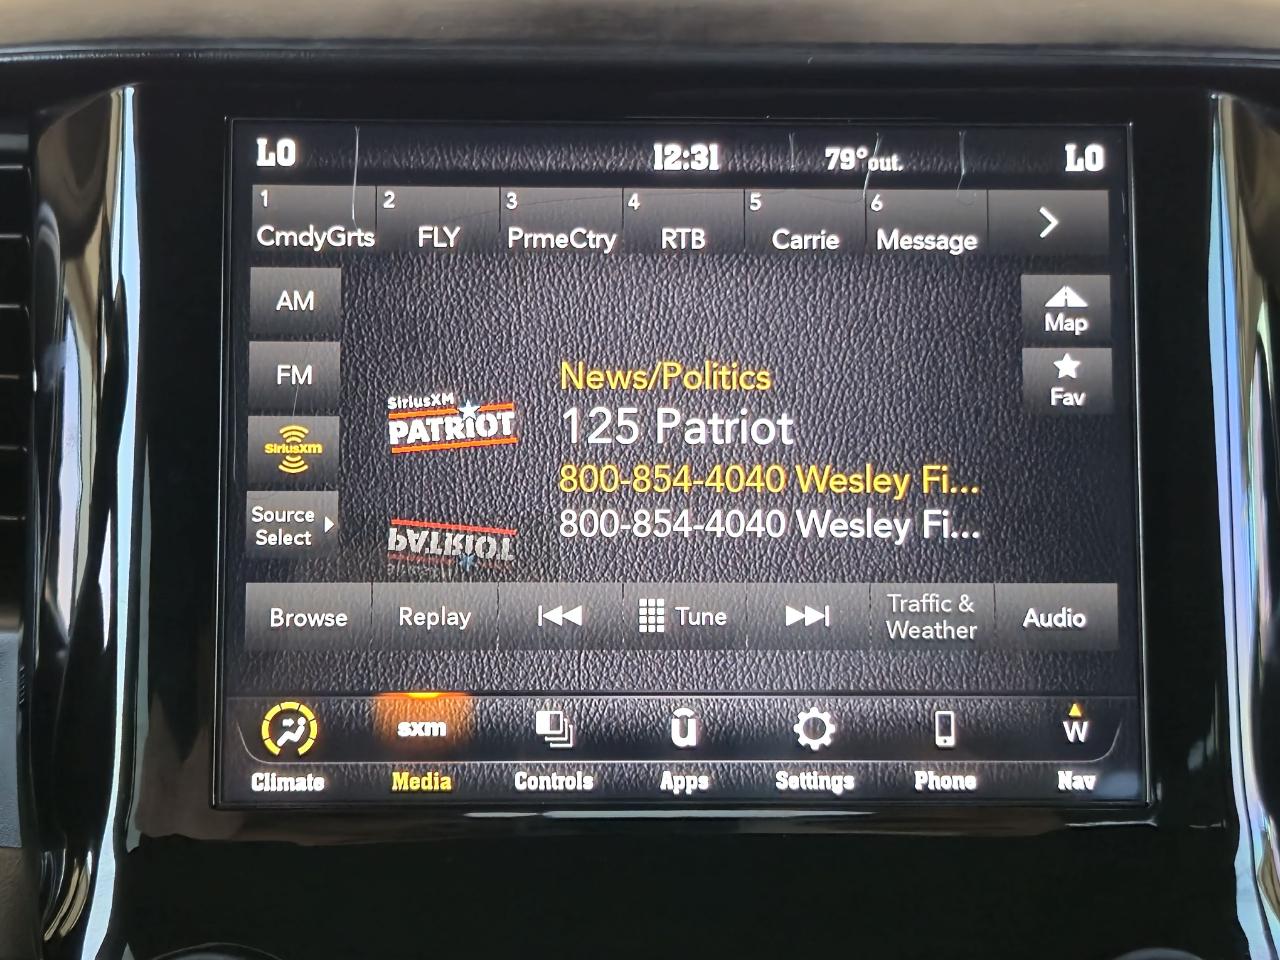 LO 12:31 79° out. LO
1 2 3 4 5 6
CmdyGrts FLY PrmeCtry RTB Carrie Message
AM
Map
FM
Fav
News/Politics
SiriusXM
PATRIOT
125 Patriot
siriusxm
800-854-4040 Wesley Fi...
Source
Select
800-854-4040 Wesley Fi...
PATRIOT
Browse Replay Tune Traffic &
Weather Audio
sxm u W
Climate Media Controls Apps Settings Phone Nav